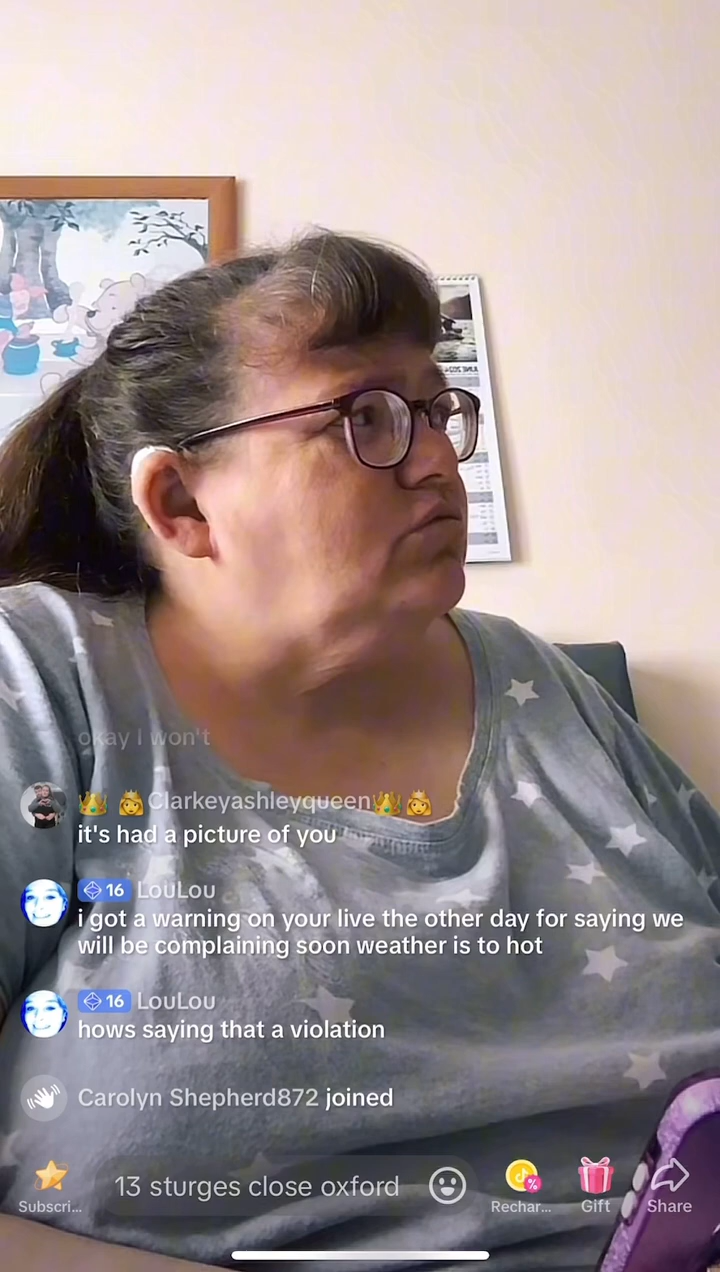 okay I won't
👑 👸Clarkeyashleyqueen👑👸
it's had a picture of you
16 LouLou
i got a warning on your live the other day for saying we
will be complaining soon weather is to hot
16 LouLou
hows saying that a violation
Carolyn Shepherd872 joined
13 sturges close oxford
Subscri... Rechar... Gift Share